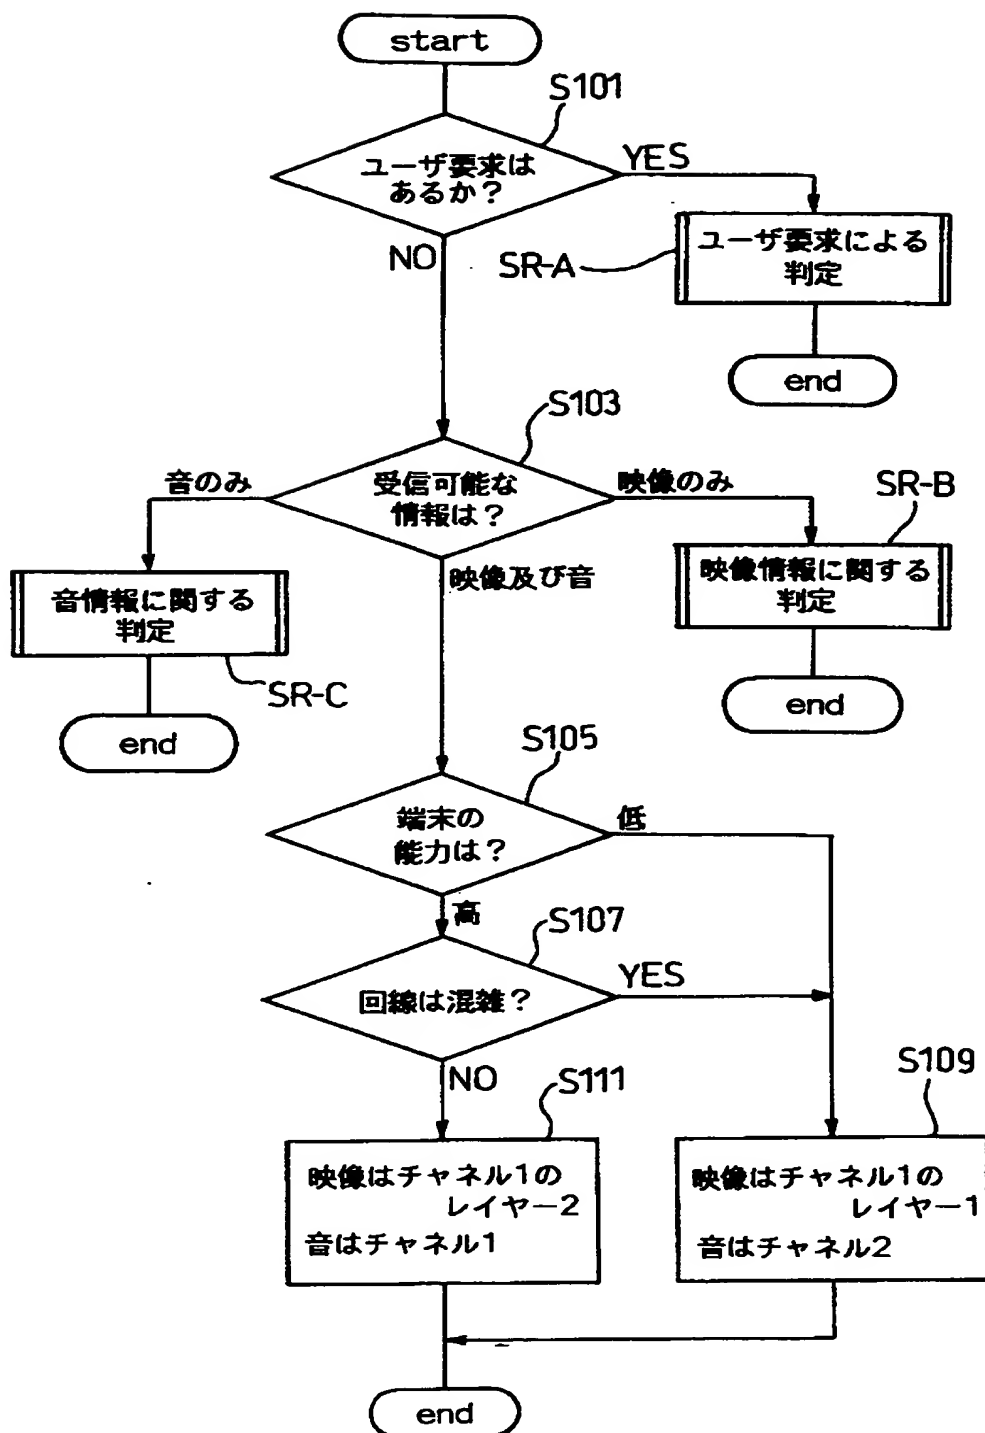 start
S101
ユーザ要求は
あるか？
YES
NO
SR-A
ユーザ要求による
判定
end
S103
音のみ
受信可能な
情報は？
映像のみ
SR-B
映像及び音
音情報に関する
判定
映像情報に関する
判定
SR-C
end
end
S105
端末の
能力は？
低
高
S107
回線は混雑？
YES
NO
S111
S109
映像はチャネル1の
レイヤー2
音はチャネル1
映像はチャネル1の
レイヤー1
音はチャネル2
end